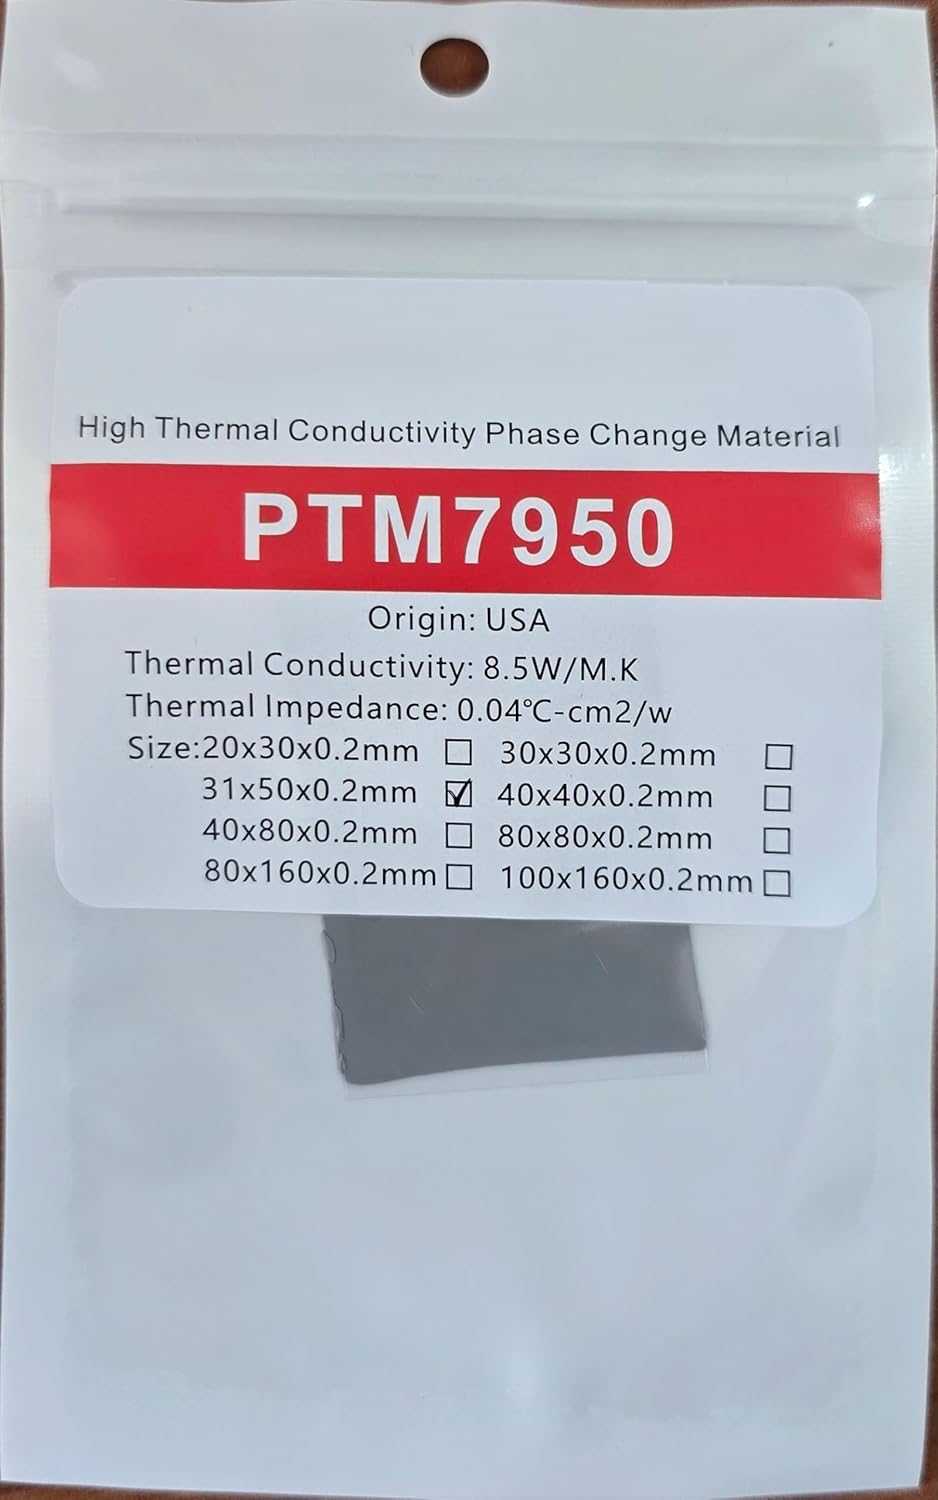 High Thermal Conductivity Phase Change Material
PTM7950
Origin: USA
Thermal Conductivity: 8.5W/M.K
Thermal Impedance: 0.04℃-cm2/w
Size:20x30x0.2mm ☐ 30x30x0.2mm ☐
31x50x0.2mm ☑ 40x40x0.2mm ☐
40x80x0.2mm ☐ 80x80x0.2mm ☐
80x160x0.2mm ☐ 100x160x0.2mm ☐